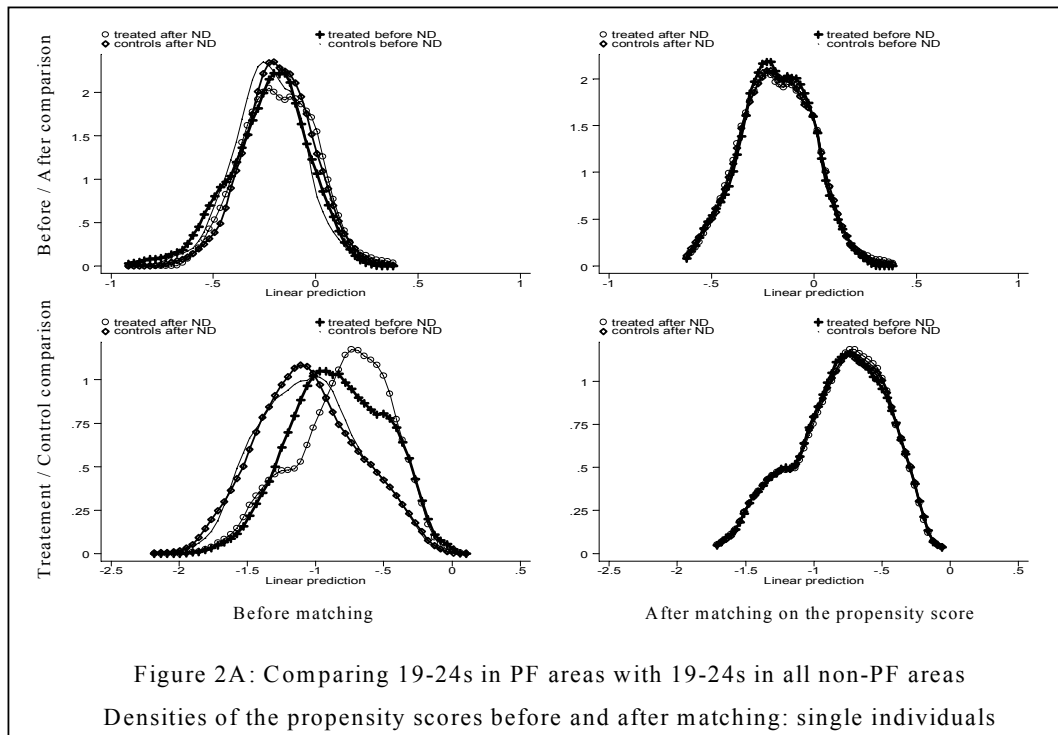 ○ treated after ND + treated before ND
◇ controls after ND · controls before ND
Before / After comparison
2
1.5
1
.5
0
-1 -.5 0 .5 1
Linear prediction
○ treated after ND + treated before ND
◇ controls after ND · controls before ND
2
1.5
1
.5
0
-1 -.5 0 .5 1
Linear prediction
○ treated after ND + treated before ND
◇ controls after ND · controls before ND
Treatement / Control comparison
1
.75
.5
.25
0
-2.5 -2 -1.5 -1 -.5 0 .5
Linear prediction
Before matching
○ treated after ND + treated before ND
◇ controls after ND · controls before ND
1
.75
.5
.25
0
-2.5 -2 -1.5 -1 -.5 0 .5
Linear prediction
After matching on the propensity score
Figure 2A: Comparing 19-24s in PF areas with 19-24s in all non-PF areas
Densities of the propensity scores before and after matching: single individuals